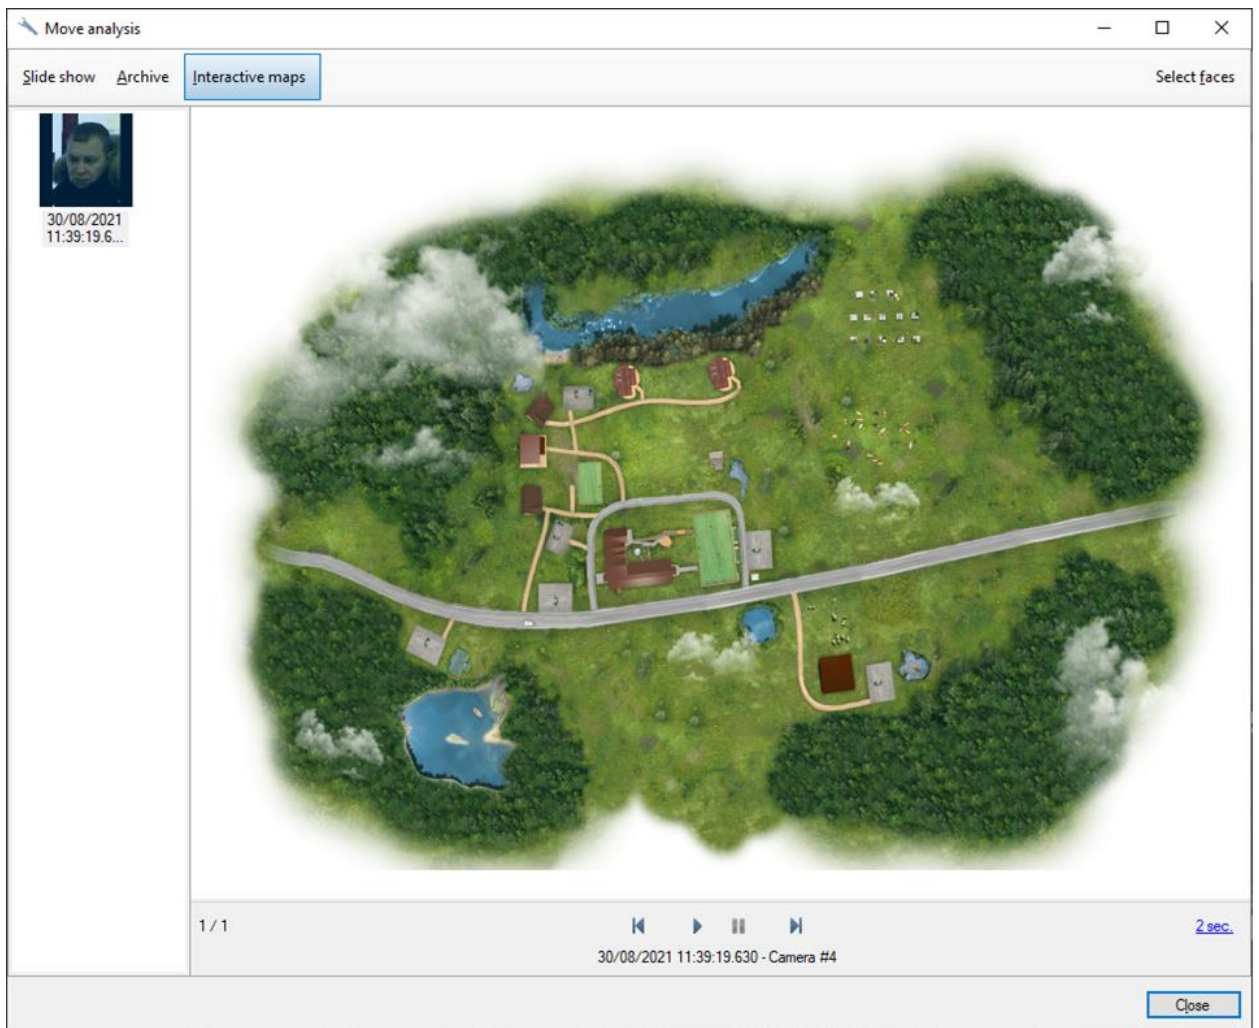 Move analysis
Slide show Archive Interactive maps Select faces
30/08/2021
11:39:19.6...
1 / 1
2 sec.
30/08/2021 11:39:19.630 - Camera #4
Close